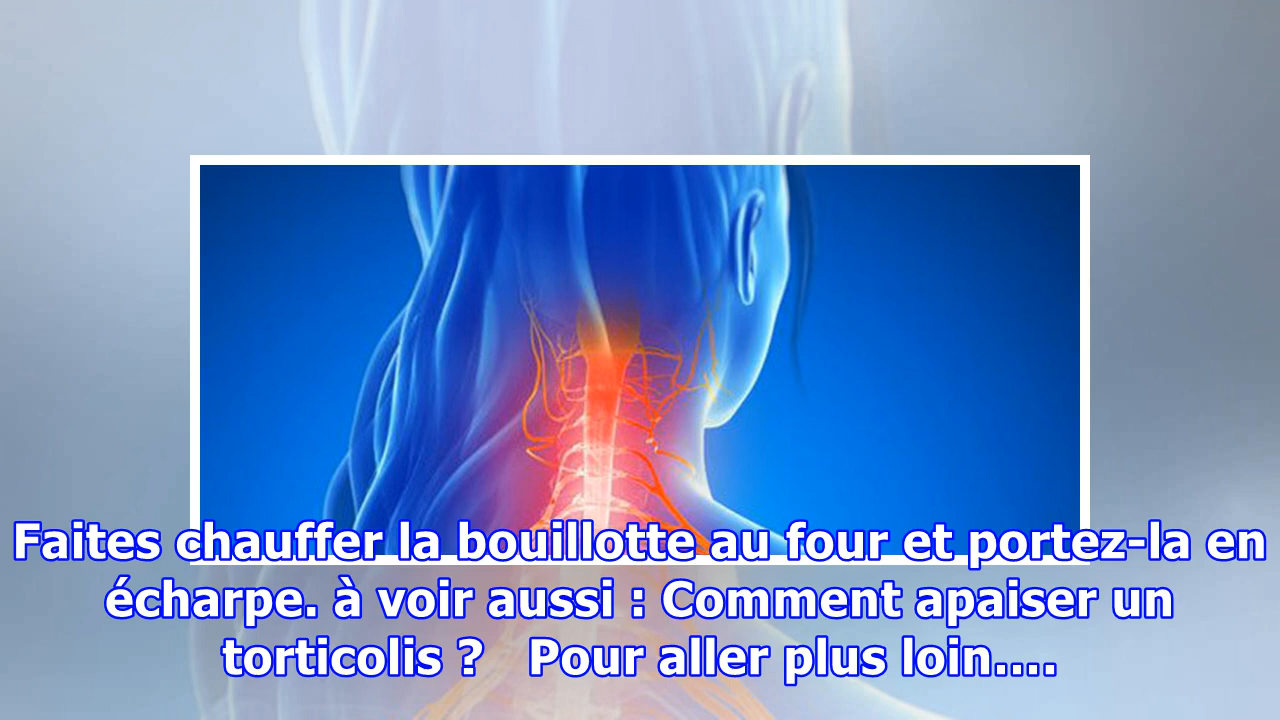 Faites chauffer la bouillotte au four et portez-la en
écharpe. à voir aussi : Comment apaiser un
torticolis ?   Pour aller plus loin....